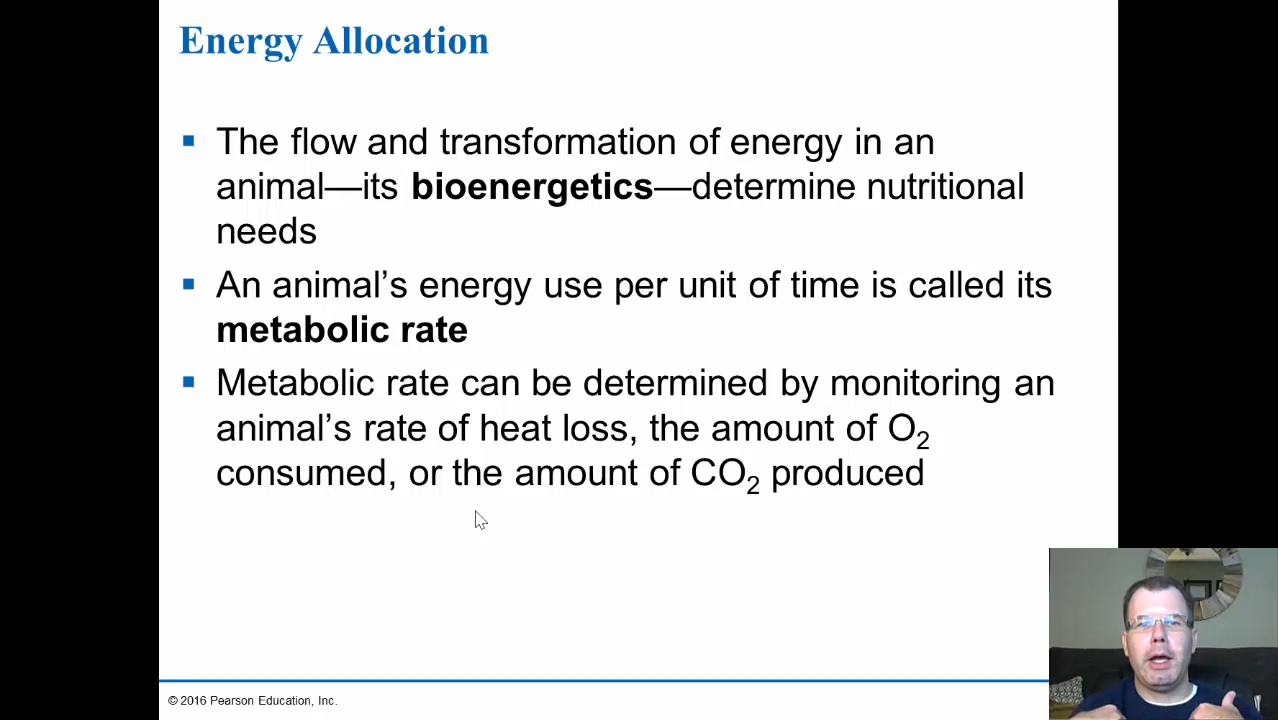 Energy Allocation
The flow and transformation of energy in an
animal—its bioenergetics—determine nutritional
needs
An animal’s energy use per unit of time is called its
metabolic rate
Metabolic rate can be determined by monitoring an
animal’s rate of heat loss, the amount of O₂
consumed, or the amount of CO₂ produced
© 2016 Pearson Education, Inc.